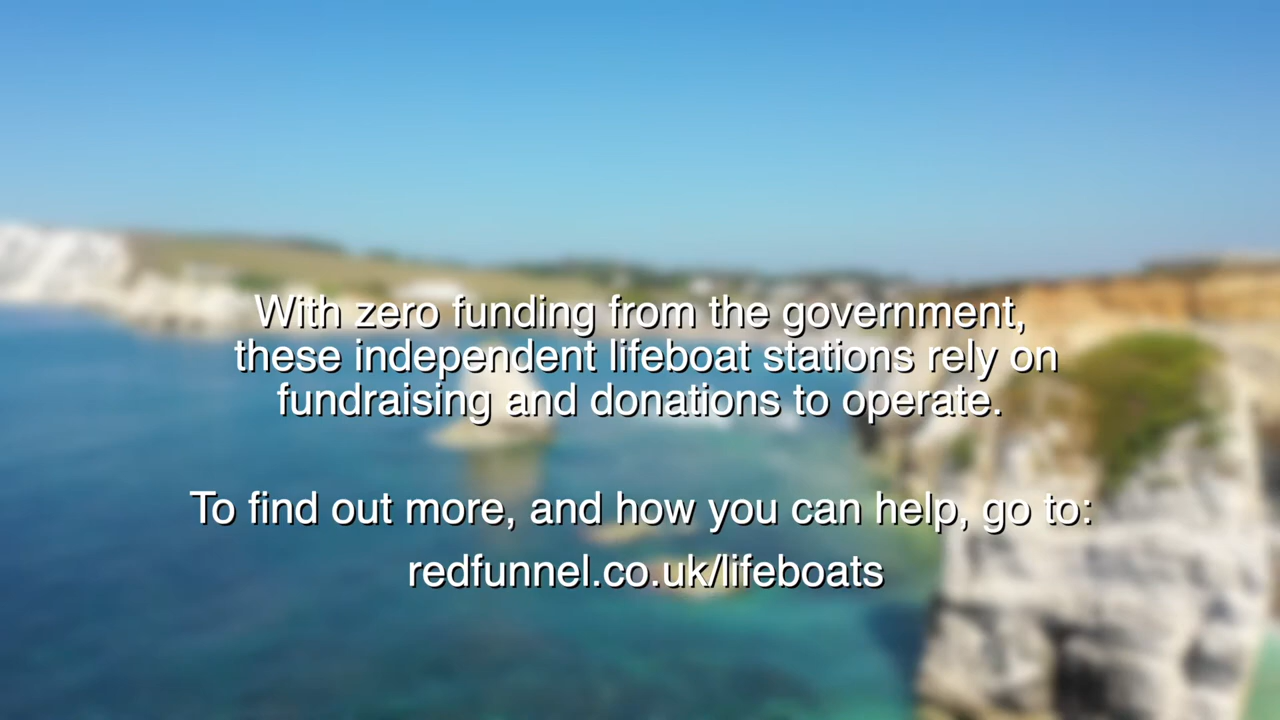 With zero funding from the government,
these independent lifeboat stations rely on
fundraising and donations to operate.
To find out more, and how you can help, go to:
redfunnel.co.uk/lifeboats